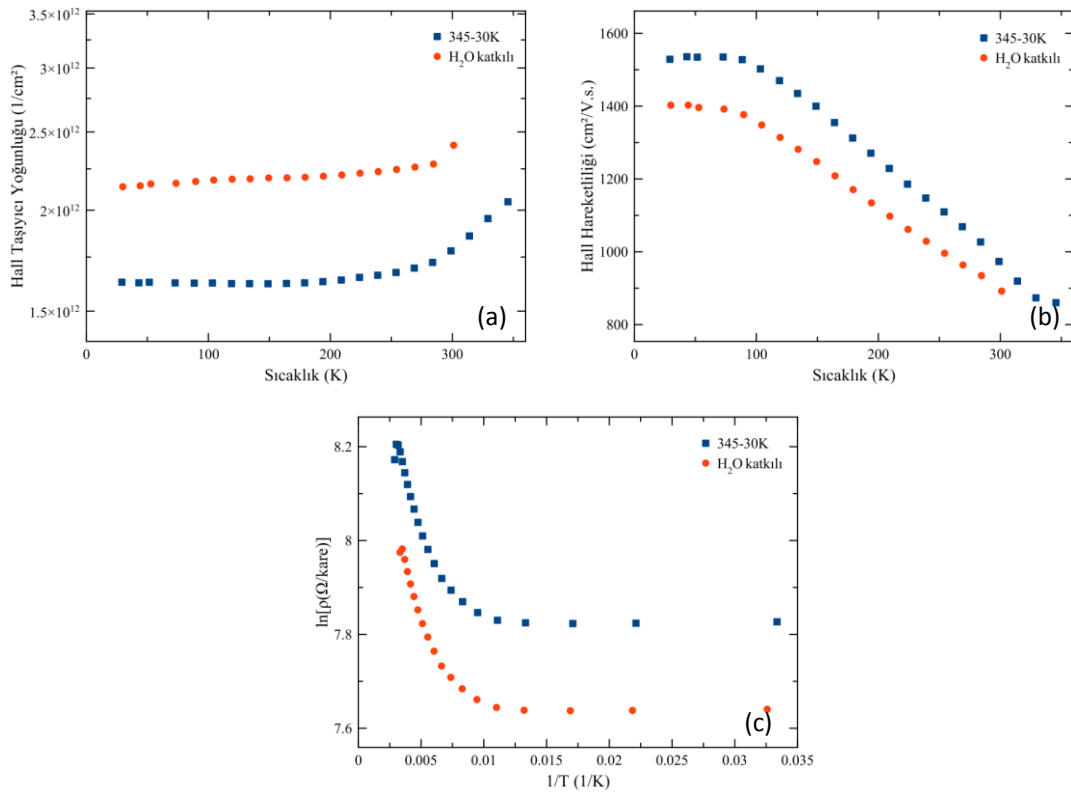 3.5×10¹²
3×10¹²
2.5×10¹²
2×10¹²
1.5×10¹²
Hall Taşıyıcı Yoğunluğu (1/cm²)
345-30K
H₂O katkılı
(a)
0
100
200
300
Sıcaklık (K)
1600
1400
1200
1000
800
Hall Hareketliliği (cm²/V.s.)
345-30K
H₂O katkılı
(b)
0
100
200
300
Sıcaklık (K)
8.2
8
7.8
7.6
ln[ρ(Ω/kare)]
345-30K
H₂O katkılı
(c)
0
0.005
0.01
0.015
0.02
0.025
0.03
0.035
1/T (1/K)